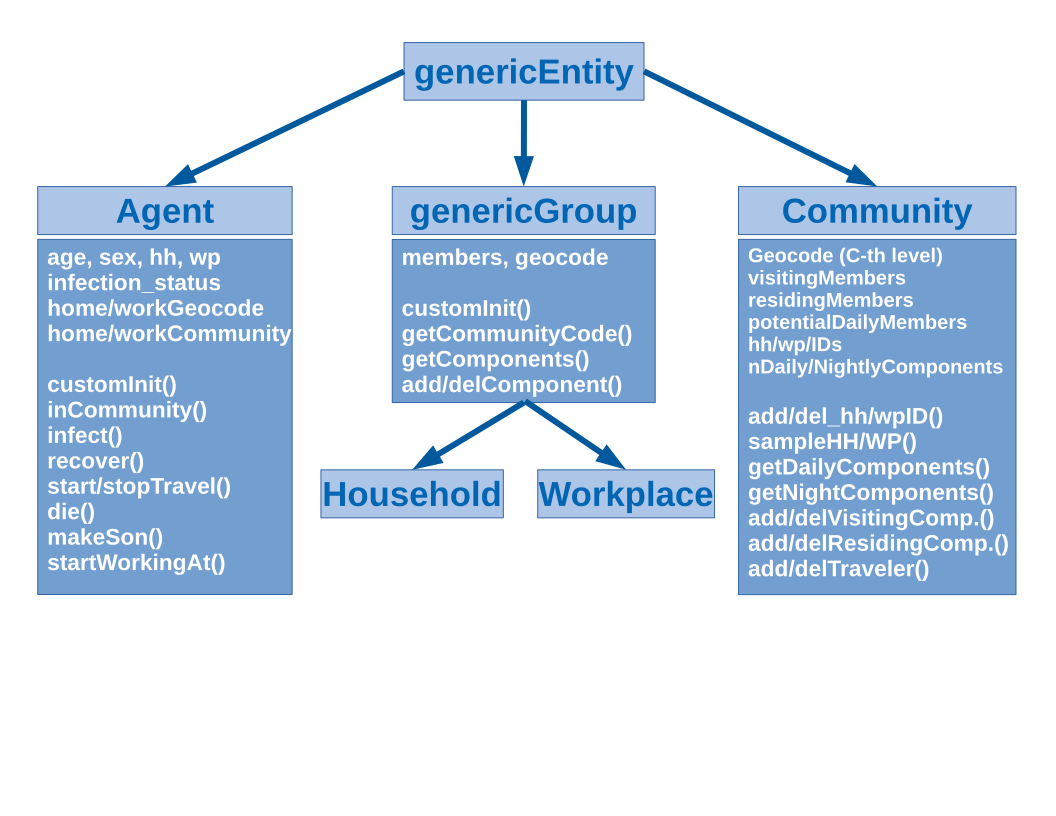 genericEntity
Agent
age, sex, hh, wp
infection_status
home/workGeocode
home/workCommunity
customInit()
inCommunity()
infect()
recover()
start/stopTravel()
die()
makeSon()
startWorkingAt()
genericGroup
members, geocode
customInit()
getCommunityCode()
getComponents()
add/delComponent()
Household
Workplace
Community
Geocode (C-th level)
visitingMembers
residingMembers
potentialDailyMembers
hh/wp/IDs
nDaily/NightlyComponents
add/del_hh/wpID()
sampleHH/WP()
getDailyComponents()
getNightComponents()
add/delVisitingComp.()
add/delResidingComp.()
add/delTraveler()